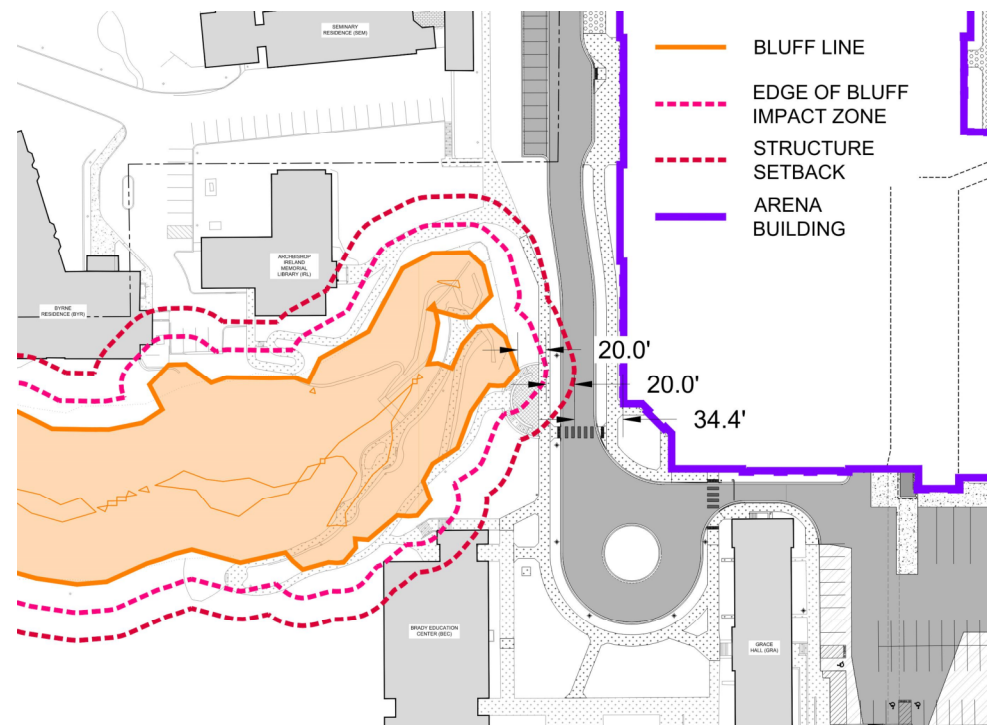 SEMINARY
RESIDENCE (SEM)
BLUFF LINE
EDGE OF BLUFF
IMPACT ZONE
STRUCTURE
SETBACK
ARENA
BUILDING
ARCHBISHOP
IRELAND
MEMORIAL
LIBRARY (IRL)
BYRNE
RESIDENCE (BYR)
20.0'
20.0'
34.4'
BRADY EDUCATION
CENTER (BEC)
GRACE
HALL (GRA)